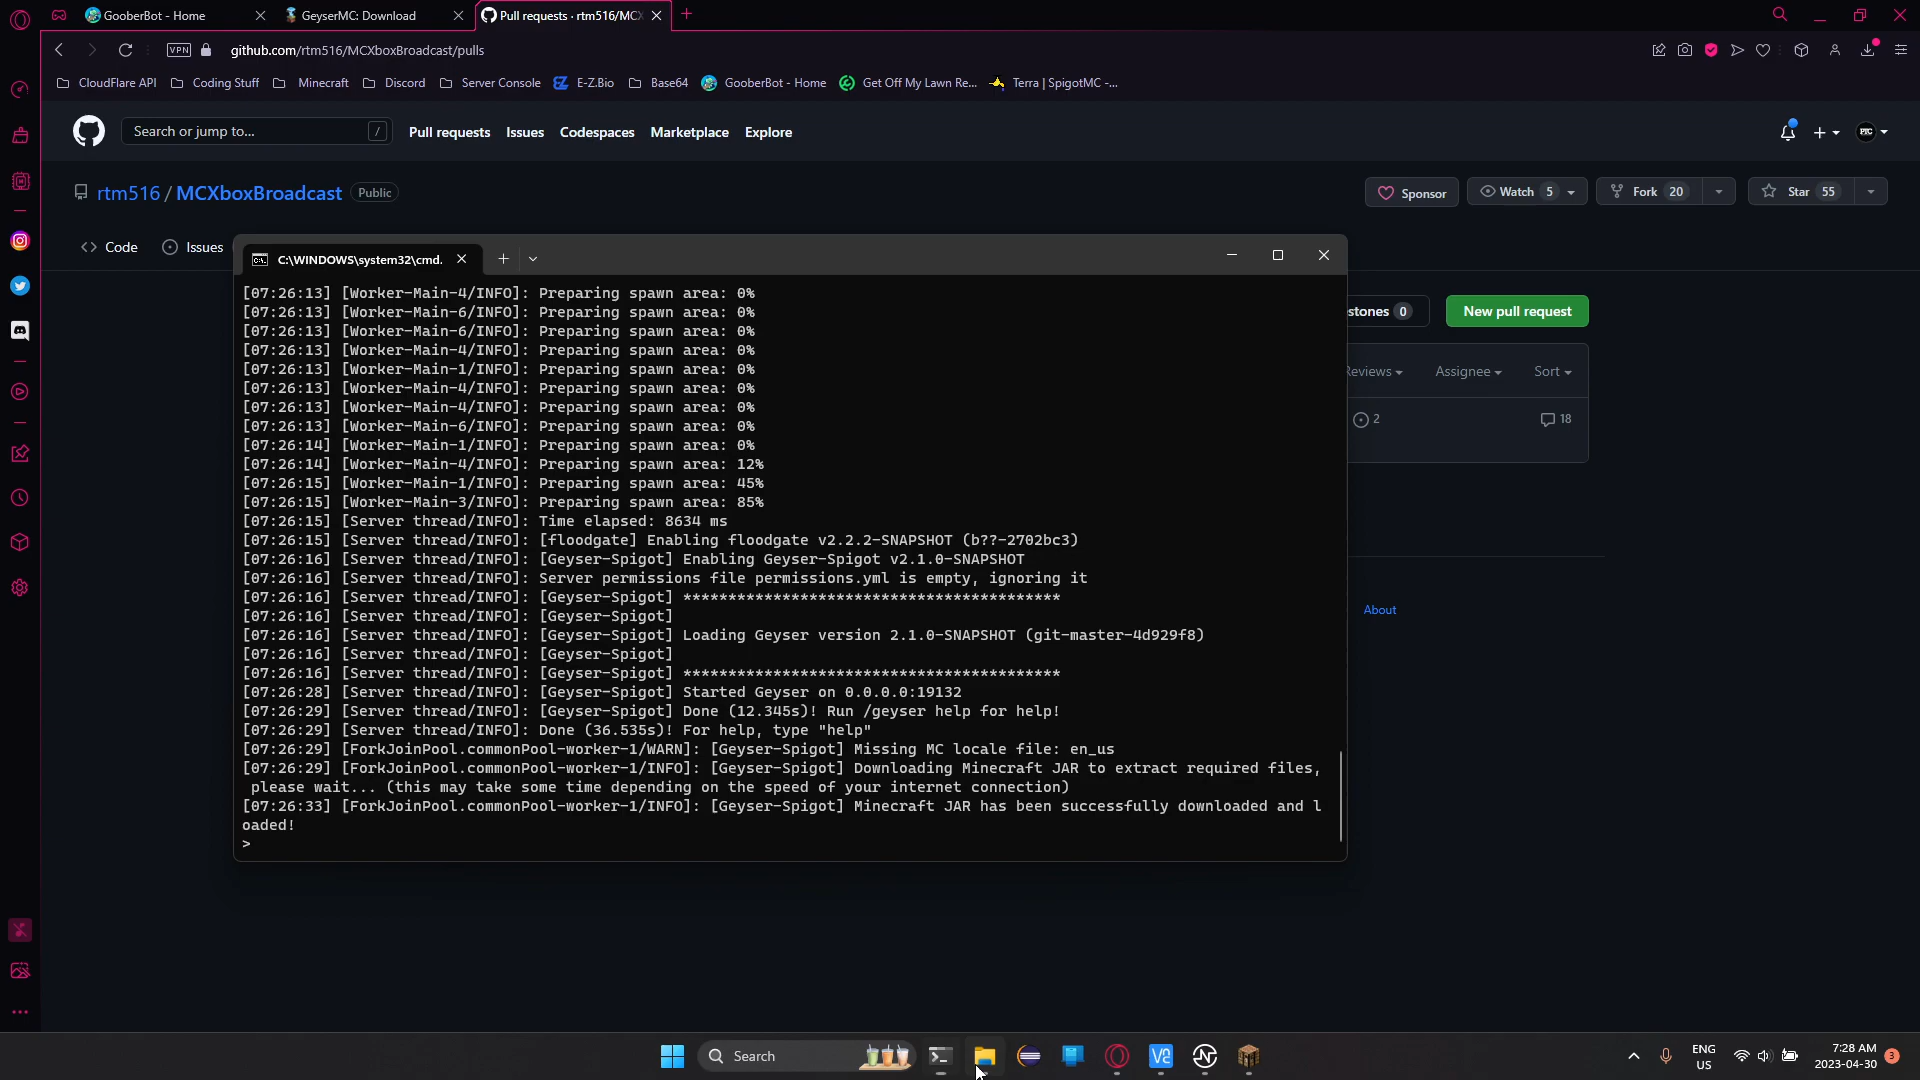 GooberBot - Home
GeyserMC: Download
Pull requests · rtm516/MCX
VPN
github.com/rtm516/MCXboxBroadcast/pulls
CloudFlare API
Coding Stuff
Minecraft
Discord
Server Console
E-Z.Bio
Base64
GooberBot - Home
Get Off My Lawn Re...
Terra | SpigotMC -...
Search or jump to...
/
Pull requests
Issues
Codespaces
Marketplace
Explore
rtm516 / MCXboxBroadcast
Public
Sponsor
Watch 5
Fork 20
Star 55
Code
Issues
C:\WINDOWS\system32\cmd.
stones 0
New pull request
Reviews
Assignee
Sort
2
18
About
[07:26:13] [Worker-Main-4/INFO]: Preparing spawn area: 0%
[07:26:13] [Worker-Main-6/INFO]: Preparing spawn area: 0%
[07:26:13] [Worker-Main-6/INFO]: Preparing spawn area: 0%
[07:26:13] [Worker-Main-4/INFO]: Preparing spawn area: 0%
[07:26:13] [Worker-Main-1/INFO]: Preparing spawn area: 0%
[07:26:13] [Worker-Main-4/INFO]: Preparing spawn area: 0%
[07:26:13] [Worker-Main-4/INFO]: Preparing spawn area: 0%
[07:26:13] [Worker-Main-6/INFO]: Preparing spawn area: 0%
[07:26:14] [Worker-Main-1/INFO]: Preparing spawn area: 0%
[07:26:14] [Worker-Main-4/INFO]: Preparing spawn area: 12%
[07:26:15] [Worker-Main-1/INFO]: Preparing spawn area: 45%
[07:26:15] [Worker-Main-3/INFO]: Preparing spawn area: 85%
[07:26:15] [Server thread/INFO]: Time elapsed: 8634 ms
[07:26:15] [Server thread/INFO]: [floodgate] Enabling floodgate v2.2.2-SNAPSHOT (b??-2702bc3)
[07:26:16] [Server thread/INFO]: [Geyser-Spigot] Enabling Geyser-Spigot v2.1.0-SNAPSHOT
[07:26:16] [Server thread/INFO]: Server permissions file permissions.yml is empty, ignoring it
[07:26:16] [Server thread/INFO]: [Geyser-Spigot] ******************************************
[07:26:16] [Server thread/INFO]: [Geyser-Spigot]
[07:26:16] [Server thread/INFO]: [Geyser-Spigot] Loading Geyser version 2.1.0-SNAPSHOT (git-master-4d929f8)
[07:26:16] [Server thread/INFO]: [Geyser-Spigot]
[07:26:16] [Server thread/INFO]: [Geyser-Spigot] ******************************************
[07:26:28] [Server thread/INFO]: [Geyser-Spigot] Started Geyser on 0.0.0.0:19132
[07:26:29] [Server thread/INFO]: [Geyser-Spigot] Done (12.345s)! Run /geyser help for help!
[07:26:29] [Server thread/INFO]: Done (36.535s)! For help, type "help"
[07:26:29] [ForkJoinPool.commonPool-worker-1/WARN]: [Geyser-Spigot] Missing MC locale file: en_us
[07:26:29] [ForkJoinPool.commonPool-worker-1/INFO]: [Geyser-Spigot] Downloading Minecraft JAR to extract required files,
please wait... (this may take some time depending on the speed of your internet connection)
[07:26:33] [ForkJoinPool.commonPool-worker-1/INFO]: [Geyser-Spigot] Minecraft JAR has been successfully downloaded and l
oaded!
>
Search
ENG
US
7:28 AM
2023-04-30
3